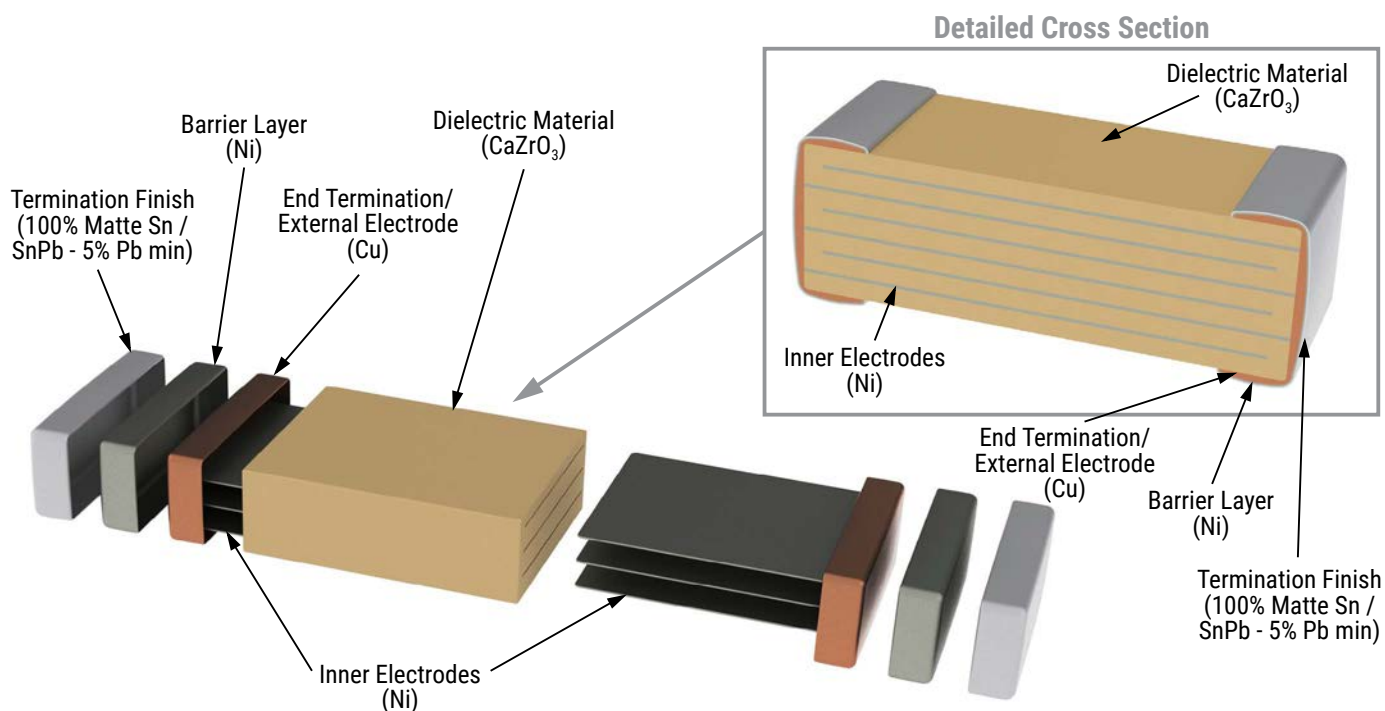 Detailed Cross Section
Dielectric Material
(CaZrO₃)
Barrier Layer
(Ni)
Dielectric Material
(CaZrO₃)
Termination Finish
(100% Matte Sn /
SnPb - 5% Pb min)
End Termination/
External Electrode
(Cu)
Inner Electrodes
(Ni)
End Termination/
External Electrode
(Cu)
Barrier Layer
(Ni)
Termination Finish
(100% Matte Sn /
SnPb - 5% Pb min)
Inner Electrodes
(Ni)